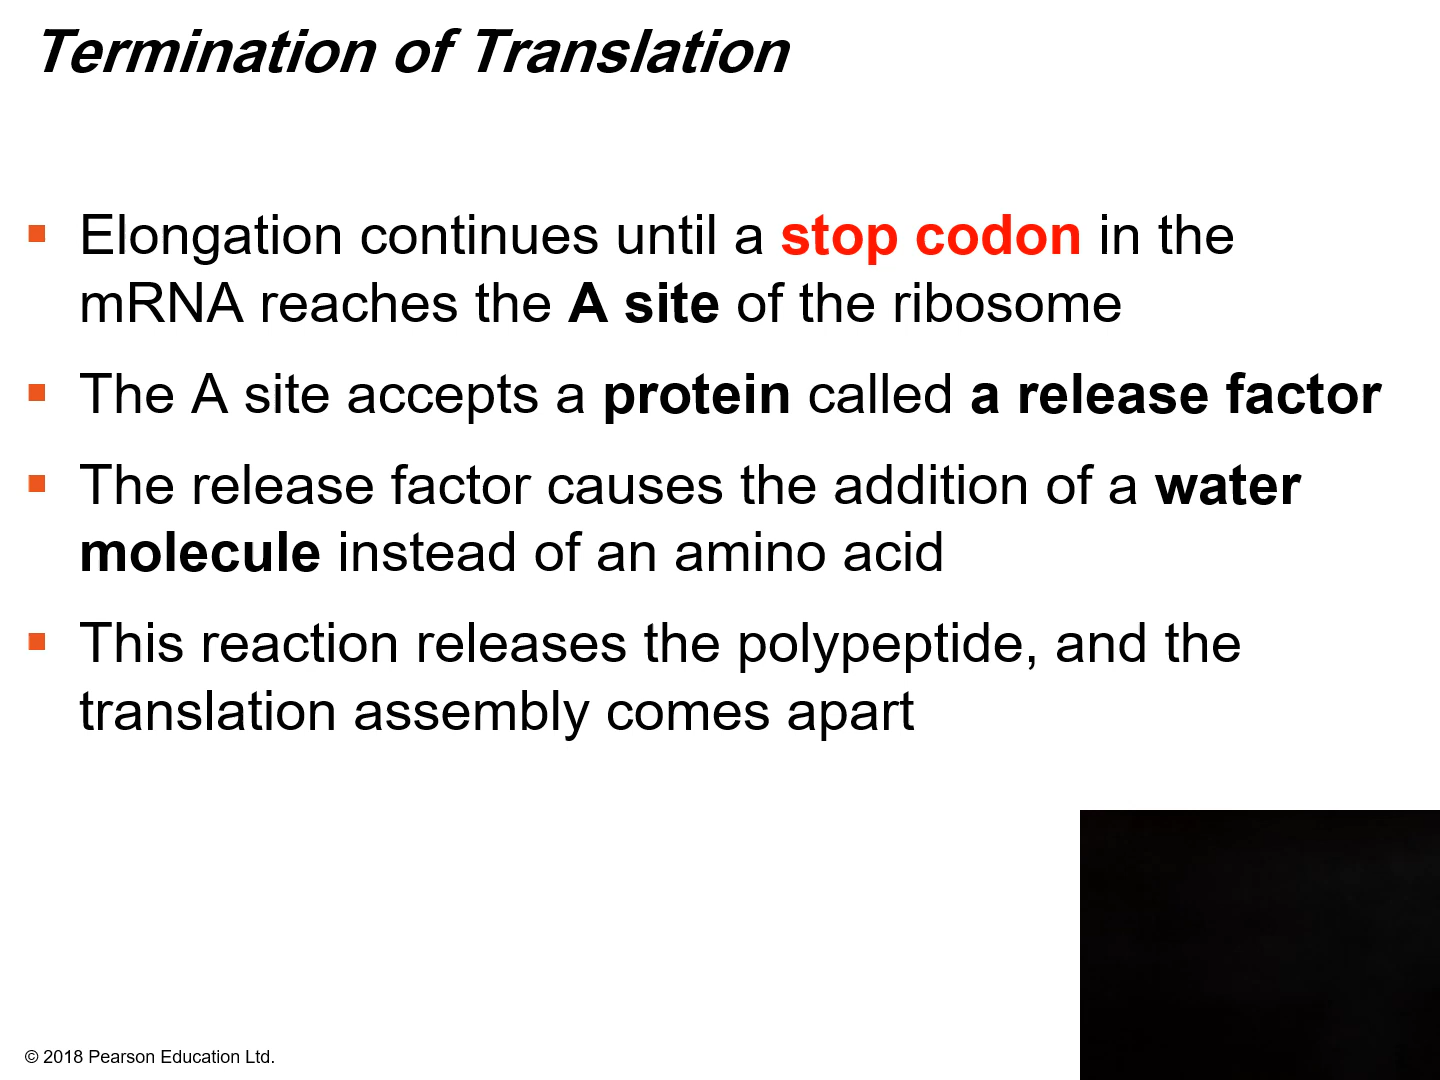 Termination of Translation
Elongation continues until a stop codon in the
mRNA reaches the A site of the ribosome
The A site accepts a protein called a release factor
The release factor causes the addition of a water
molecule instead of an amino acid
This reaction releases the polypeptide, and the
translation assembly comes apart
© 2018 Pearson Education Ltd.